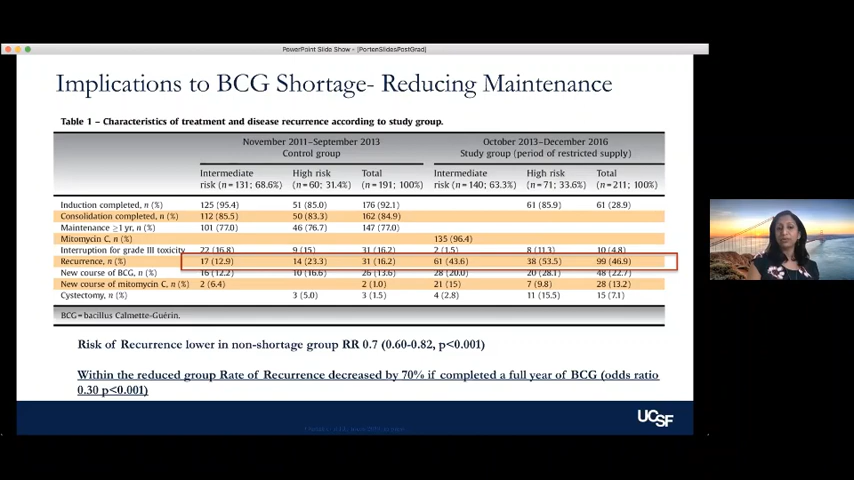 PowerPoint Slide Show - [PortenSlidesPostGrad]
Implications to BCG Shortage- Reducing Maintenance
Table 1 – Characteristics of treatment and disease recurrence according to study group.
November 2011–September 2013 October 2013–December 2016
Control group Study group (period of restricted supply)
Intermediate High risk Total Intermediate High risk Total
risk (n = 131; 68.6%) (n = 60; 31.4%) (n = 191; 100%) risk (n = 140; 63.3%) (n = 71; 33.6%) (n = 211; 100%)
Induction completed, n (%) 125 (95.4) 51 (85.0) 176 (92.1) 61 (85.9) 61 (28.9)
Consolidation completed, n (%) 112 (85.5) 50 (83.3) 162 (84.9)
Maintenance ≥1 yr, n (%) 101 (77.0) 46 (76.7) 147 (77.0)
Mitomycin C, n (%) 135 (96.4)
Interruption for grade III toxicity 22 (16.8) 9 (15) 31 (16.2) 2 (1.5) 8 (11.3) 10 (4.8)
Recurrence, n (%) 17 (12.9) 14 (23.3) 31 (16.2) 61 (43.6) 38 (53.5) 99 (46.9)
New course of BCG, n (%) 16 (12.2) 10 (16.6) 26 (13.6) 28 (20.0) 20 (28.1) 48 (22.7)
New course of mitomycin C, n (%) 2 (6.4) 2 (1.0) 21 (15) 7 (9.8) 28 (13.2)
Cystectomy, n (%) 3 (5.0) 3 (1.5) 4 (2.8) 11 (15.5) 15 (7.1)
BCG = bacillus Calmette-Guérin.
Risk of Recurrence lower in non-shortage group RR 0.7 (0.60-0.82, p<0.001)
Within the reduced group Rate of Recurrence decreased by 70% if completed a full year of BCG (odds ratio
0.30 p<0.001)
UCSF